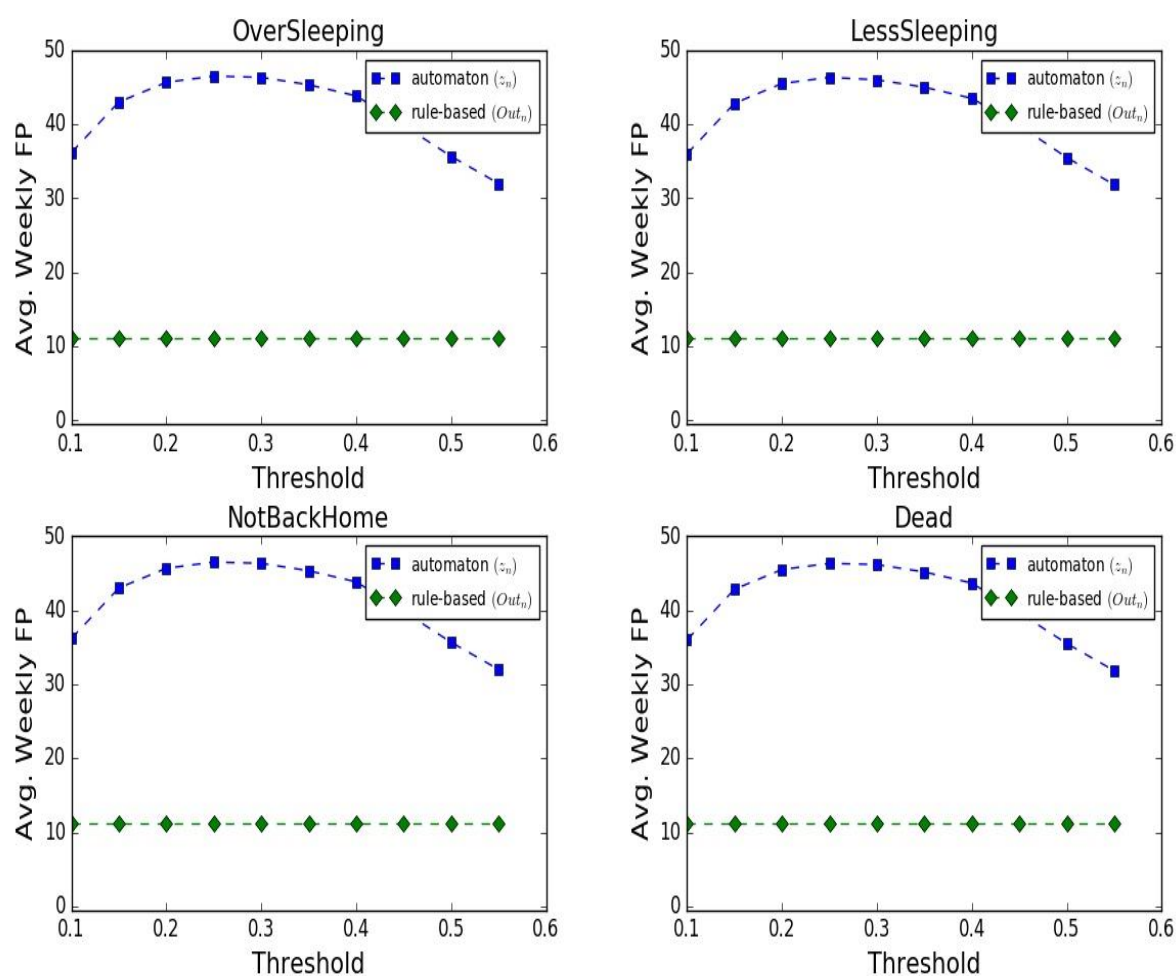 OverSleeping
automaton (z_n)
rule-based (Out_n)
Avg. Weekly FP
50
40
30
20
10
0
0.1 0.2 0.3 0.4 0.5 0.6
Threshold
LessSleeping
automaton (z_n)
rule-based (Out_n)
Avg. Weekly FP
50
40
30
20
10
0
0.1 0.2 0.3 0.4 0.5 0.6
Threshold
NotBackHome
automaton (z_n)
rule-based (Out_n)
Avg. Weekly FP
50
40
30
20
10
0
0.1 0.2 0.3 0.4 0.5 0.6
Threshold
Dead
automaton (z_n)
rule-based (Out_n)
Avg. Weekly FP
50
40
30
20
10
0
0.1 0.2 0.3 0.4 0.5 0.6
Threshold